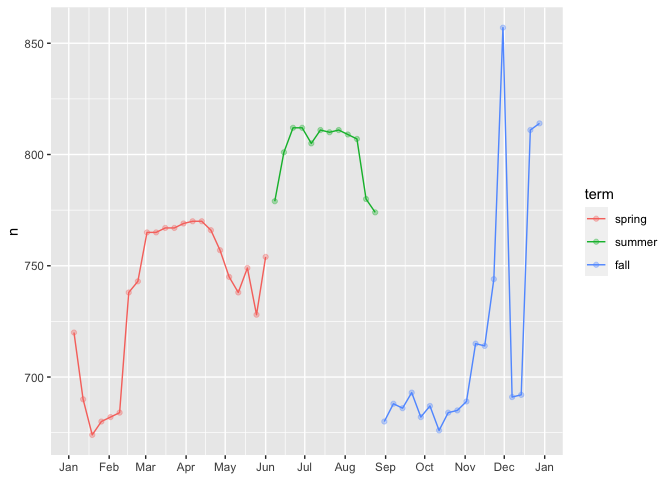 850
800
750
700
n
Jan Feb Mar Apr May Jun Jul Aug Sep Oct Nov Dec Jan
term
spring
summer
fall